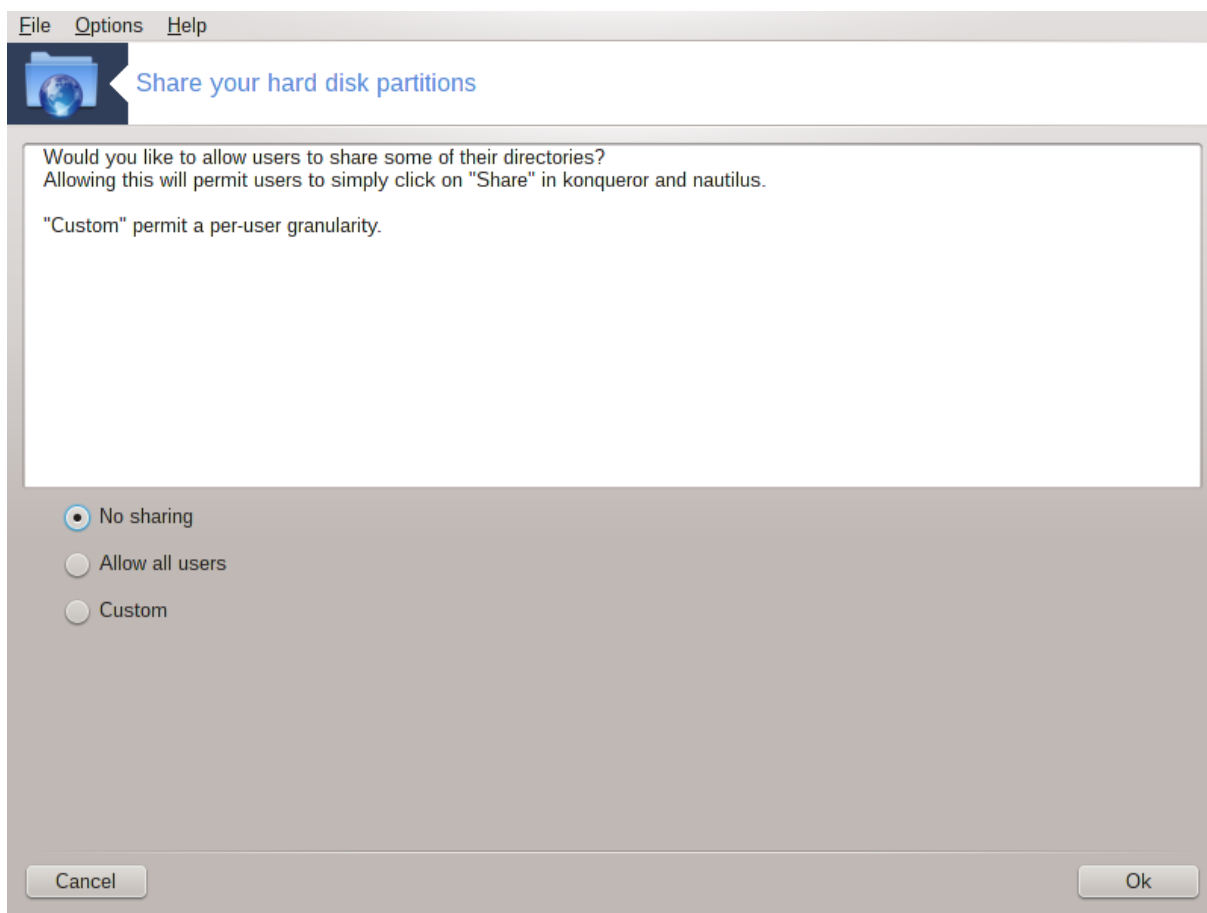 File Options Help
Share your hard disk partitions
Would you like to allow users to share some of their directories?
Allowing this will permit users to simply click on "Share" in konqueror and nautilus.
"Custom" permit a per-user granularity.
No sharing
Allow all users
Custom
Cancel Ok